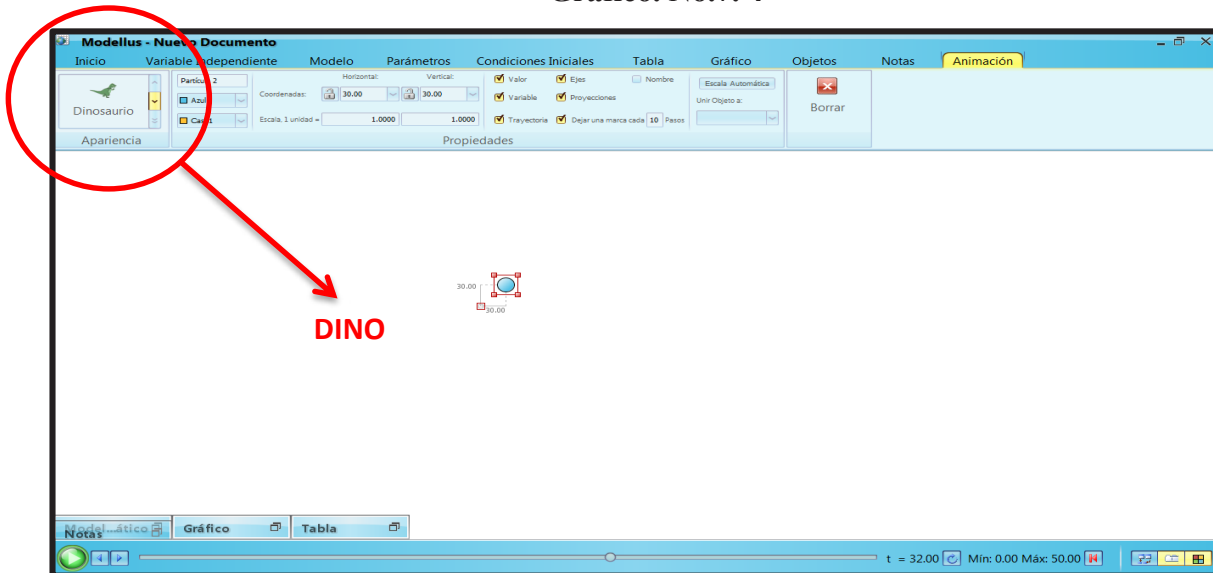 Modellus - Nuevo Documento
Inicio Variable Independiente Modelo Parámetros Condiciones Iniciales Tabla Gráfico Objetos Notas Animación
Dinosaurio
Apariencia
Azul
Coordenadas:
Horizontal: Vertical:
30.00 30.00
Escala, 1 unidad = 1.0000 1.0000
Valor Ejes Nombre
Variable Proyecciones
Trayectoria Dejar una marca cada 10 Pasos
Escala Automática
Unir Objeto a:
Propiedades
Borrar
30.00
30.00
DINO
Notas
Gráfico
Tabla
t = 32.00 Mín: 0.00 Máx: 50.00